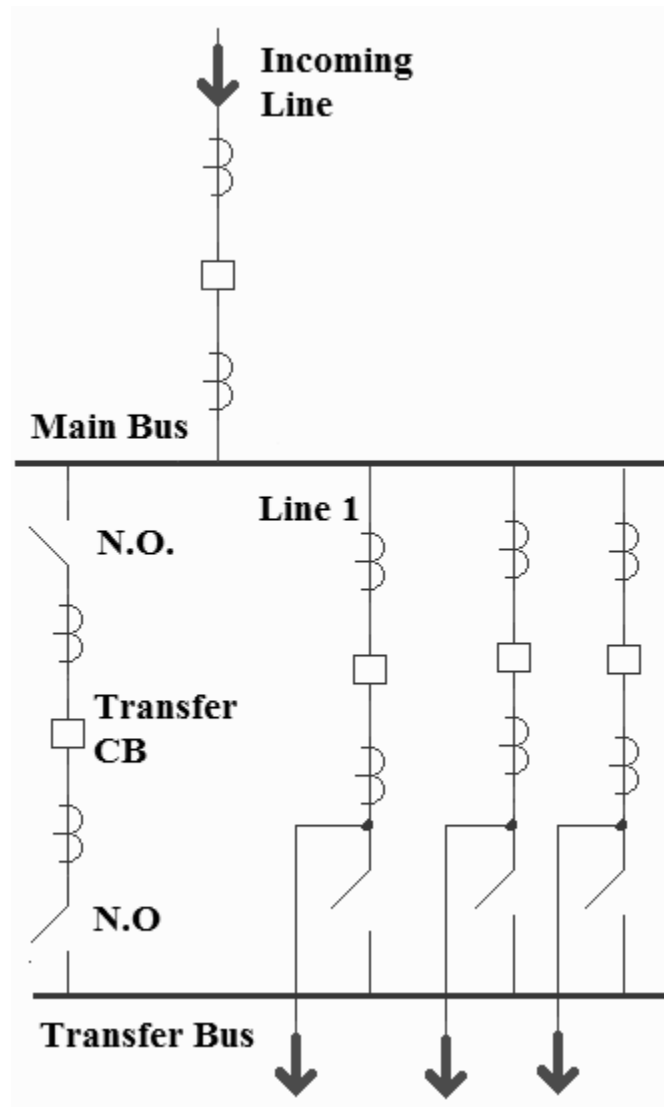 Incoming
Line
Main Bus
Line 1
N.O.
Transfer
CB
N.O
Transfer Bus